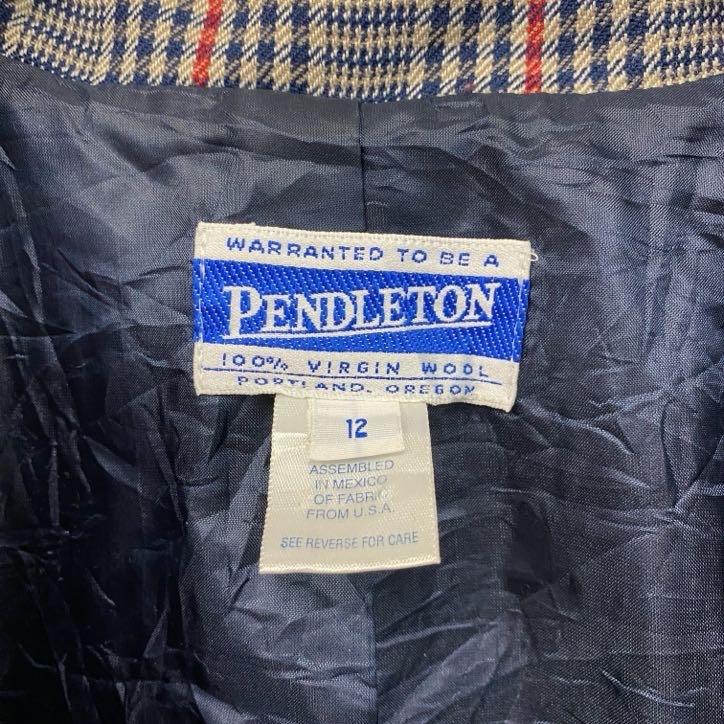 WARRANTED TO BE A
PENDLETON
100% VIRGIN WOOL
PORTLAND, OREGON
12
ASSEMBLED
IN MEXICO
OF FABRIC
FROM U.S.A.
SEE REVERSE FOR CARE